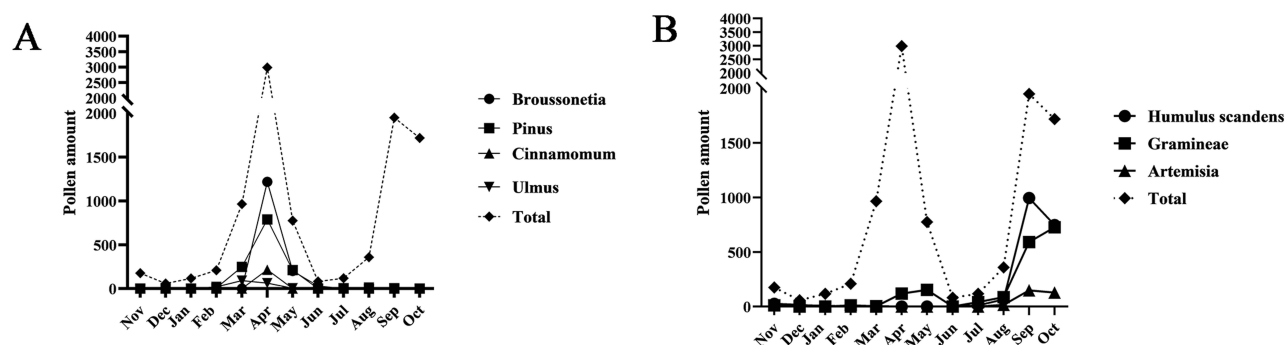 A
Pollen amount
4000
3500
3000
2500
2000
2000
1500
1000
500
0
Nov
Dec
Jan
Feb
Mar
Apr
May
Jun
Jul
Aug
Sep
Oct
Broussonetia
Pinus
Cinnamomum
Ulmus
Total
B
Pollen amount
4000
3500
3000
2500
2000
2000
1500
1000
500
0
Nov
Dec
Jan
Feb
Mar
Apr
May
Jun
Jul
Aug
Sep
Oct
Humulus scandens
Gramineae
Artemisia
Total